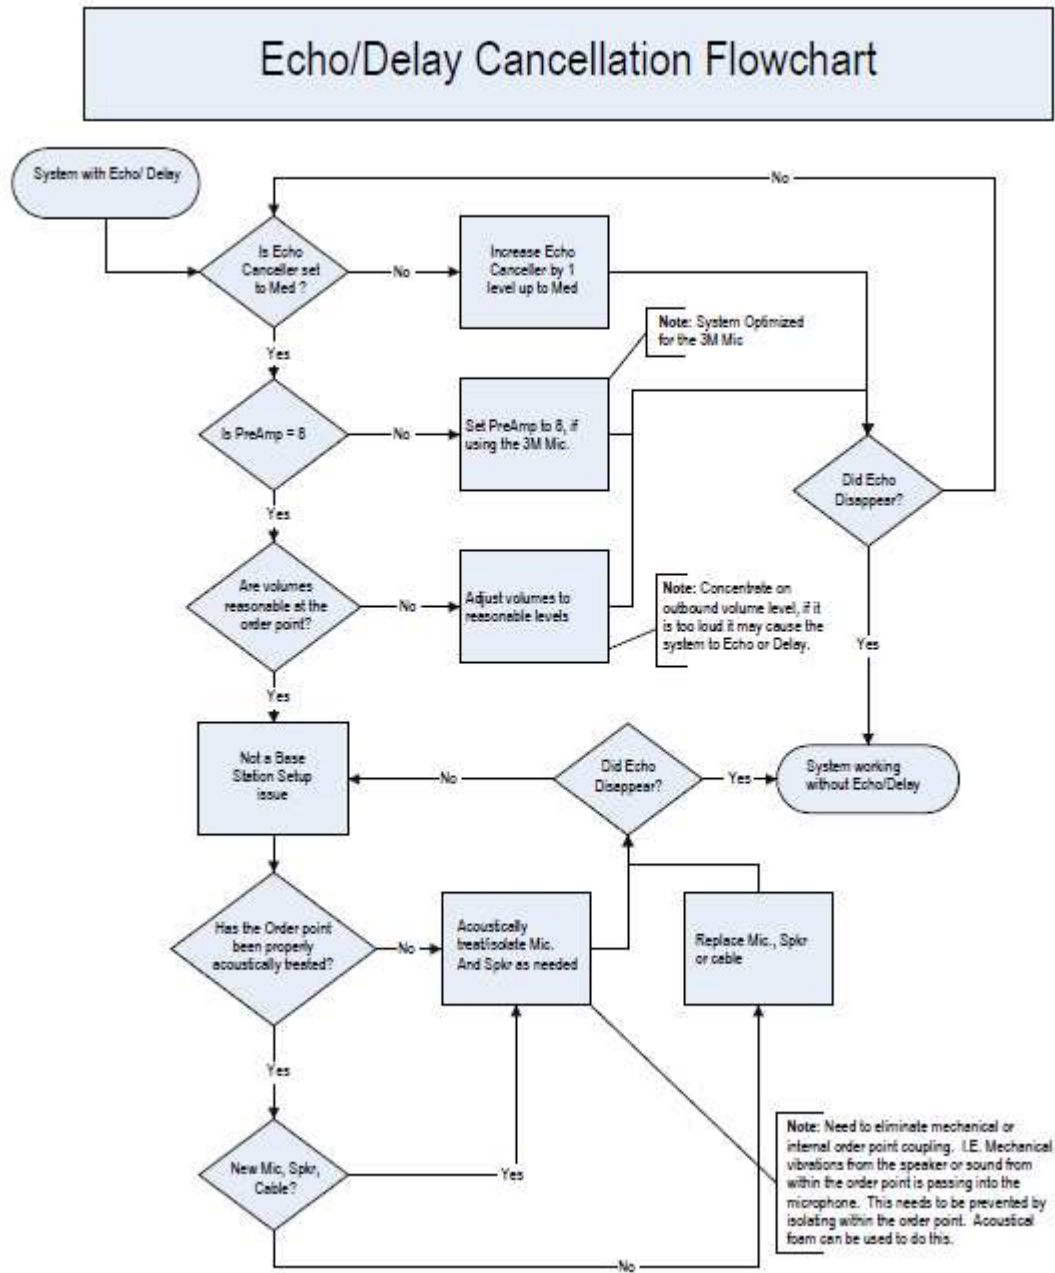 Echo/Delay Cancellation Flowchart
System with Echo/ Delay
No
Is Echo
Canceller set
to Med ?
No
Increase Echo
Canceller by 1
level up to Med
Note: System Optimized
for the 3M Mic
Yes
Is PreAmp = 8
No
Set PreAmp to 8, if
using the 3M Mic.
Did Echo
Disappear?
Yes
Are volumes
reasonable at the
order point?
No
Adjust volumes to
reasonable levels
Note: Concentrate on
outbound volume level, if it
is too loud it may cause the
system to Echo or Delay.
Yes
Yes
Not a Base
Station Setup
issue
No
Did Echo
Disappear?
Yes
System working
without Echo/Delay
Has the Order point
been properly
acoustically treated?
No
Acoustically
treat/isolate Mic.
And Spkr as needed
Replace Mic., Spkr
or cable
Yes
New Mic, Spkr,
Cable?
Yes
Note: Need to eliminate mechanical or
internal order point coupling. I.E. Mechanical
vibrations from the speaker or sound from
within the order point is passing into the
microphone. This needs to be prevented by
isolating within the order point. Acoustical
foam can be used to do this.
No